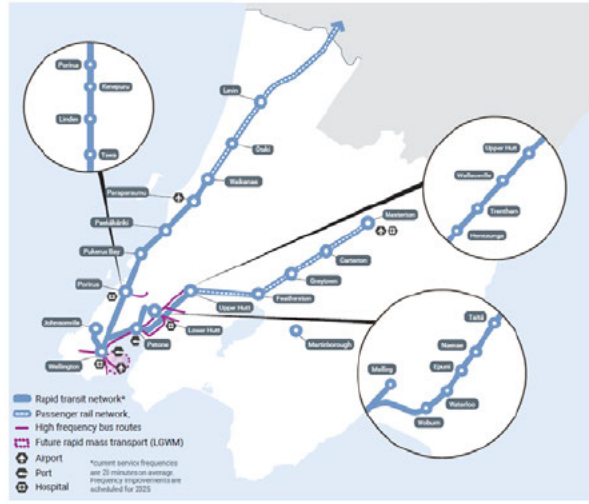 Porirua
Kenepuru
Linden
Tawa
Levin
Ōtaki
Waikanae
Paraparaumu
Paekākāriki
Pukerua Bay
Porirua
Johnsonville
Wellington
Petone
Lower Hutt
Upper Hutt
Featherston
Greytown
Carterton
Masterton
Martinborough
Upper Hutt
Wallaceville
Trentham
Heretaunga
Taitā
Naenae
Epuni
Waterloo
Woburn
Melling
Rapid transit network*
Passenger rail network.
High frequency bus routes
Future rapid mass transport (LGWM)
Airport
Port
Hospital
*current service frequencies
are 20 minutes on average.
Frequency improvements are
scheduled for 2025